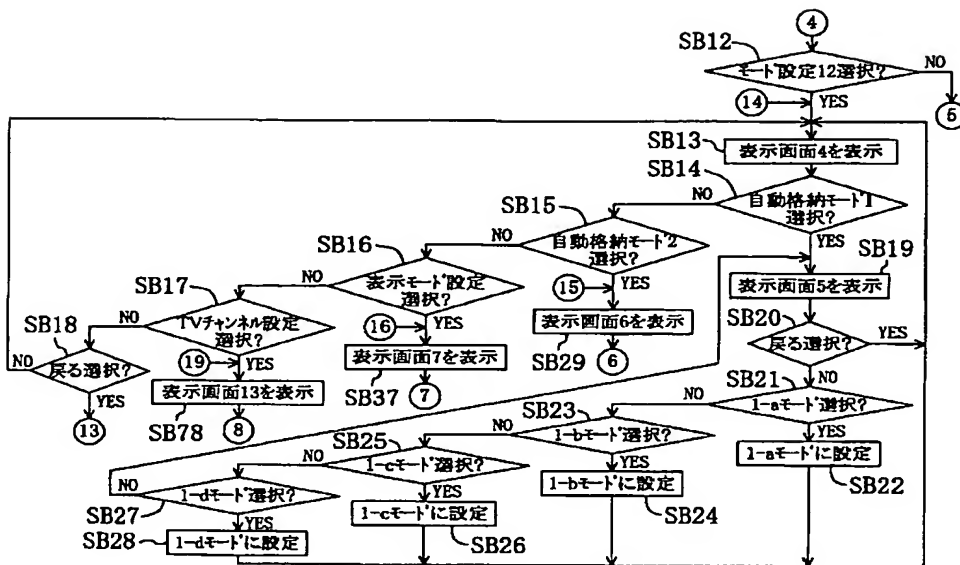 ④
SB12
モード設定12選択?
NO
⑭
YES
⑤
SB13
表示画面4を表示
SB14
自動格納モード1
選択?
NO
YES
SB15
自動格納モード2
選択?
NO
YES
⑮
SB16
表示モード設定
選択?
NO
YES
⑯
SB17
TVチャンネル設定
選択?
NO
YES
⑲
SB18
戻る選択?
NO
YES
⑬
SB19
表示画面5を表示
表示画面6を表示
SB29
⑥
表示画面7を表示
SB37
⑦
表示画面13を表示
SB78
⑧
SB20
戻る選択?
YES
NO
SB21
1-aモード選択?
NO
YES
1-aモードに設定
SB22
SB23
1-bモード選択?
NO
YES
1-bモードに設定
SB24
SB25
1-cモード選択?
NO
YES
1-cモードに設定
SB26
NO
1-dモード選択?
SB27
YES
1-dモードに設定
SB28